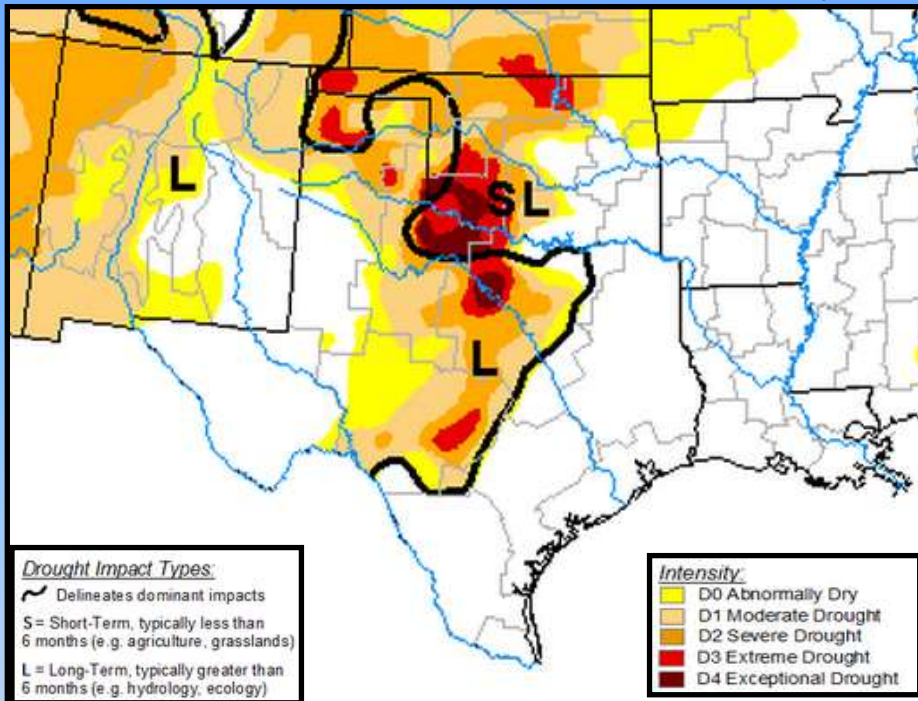 L
SL
L
Drought Impact Types:
Delineates dominant impacts
S = Short-Term, typically less than
6 months (e.g. agriculture, grasslands)
L = Long-Term, typically greater than
6 months (e.g. hydrology, ecology)
Intensity:
D0 Abnormally Dry
D1 Moderate Drought
D2 Severe Drought
D3 Extreme Drought
D4 Exceptional Drought